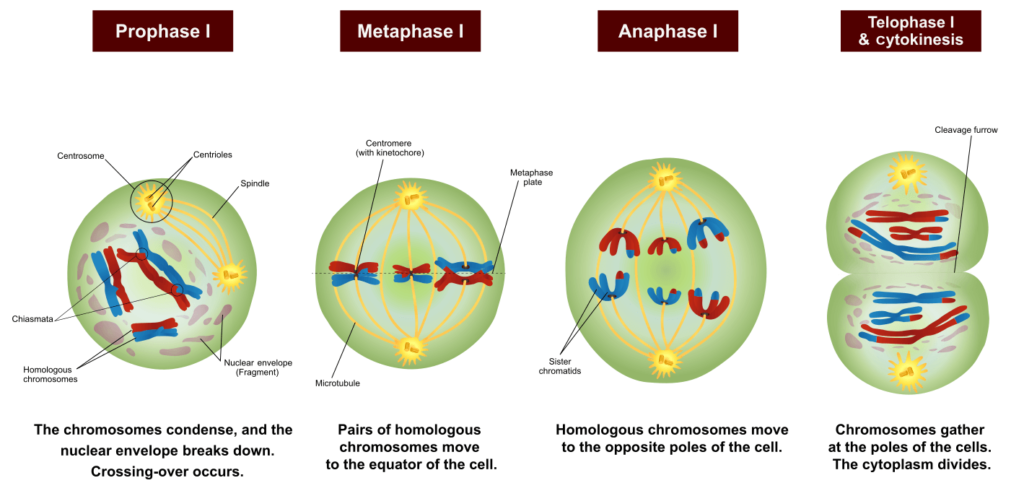 Prophase I
Metaphase I
Anaphase I
Telophase I
& cytokinesis
Centrosome
Centrioles
Spindle
Chiasmata
Homologous
chromosomes
Nuclear envelope
(Fragment)
Centromere
(with kinetochore)
Metaphase
plate
Microtubule
Sister
chromatids
Cleavage furrow
The chromosomes condense, and the
nuclear envelope breaks down.
Crossing-over occurs.
Pairs of homologous
chromosomes move
to the equator of the cell.
Homologous chromosomes move
to the opposite poles of the cell.
Chromosomes gather
at the poles of the cells.
The cytoplasm divides.